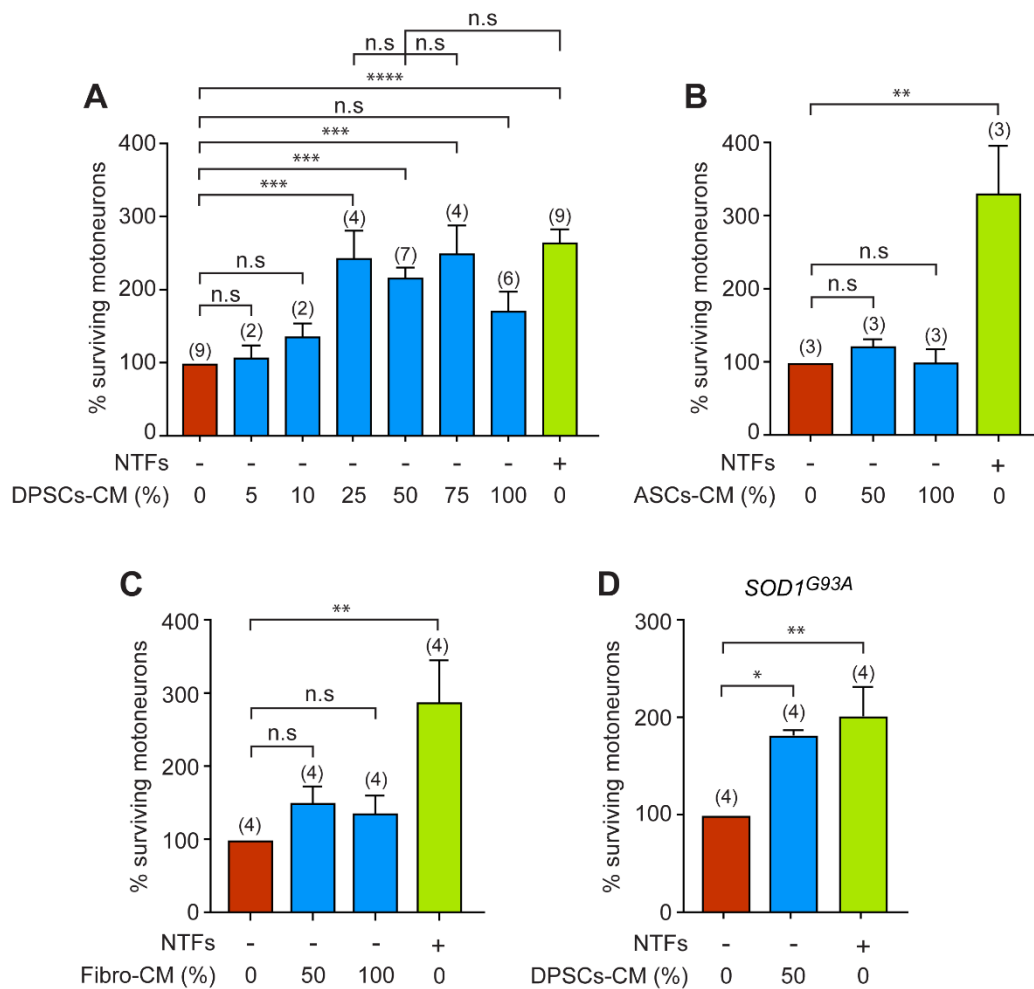 n.s
n.s n.s
A
****
n.s
***
***
***
n.s
n.s
% surviving motoneurons
400
300
200
100
0
(9) (2) (2) (4) (7) (4) (6) (9)
NTFs - - - - - - - +
DPSCs-CM (%) 0 5 10 25 50 75 100 0
B
**
n.s
n.s
% surviving motoneurons
400
300
200
100
0
(3) (3) (3) (3)
NTFs - - - +
ASCs-CM (%) 0 50 100 0
C
**
n.s
n.s
% surviving motoneurons
400
300
200
100
0
(4) (4) (4) (4)
NTFs - - - +
Fibro-CM (%) 0 50 100 0
D
SOD1G93A
**
*
% surviving motoneurons
300
200
100
0
(4) (4) (4)
NTFs - - +
DPSCs-CM (%) 0 50 0